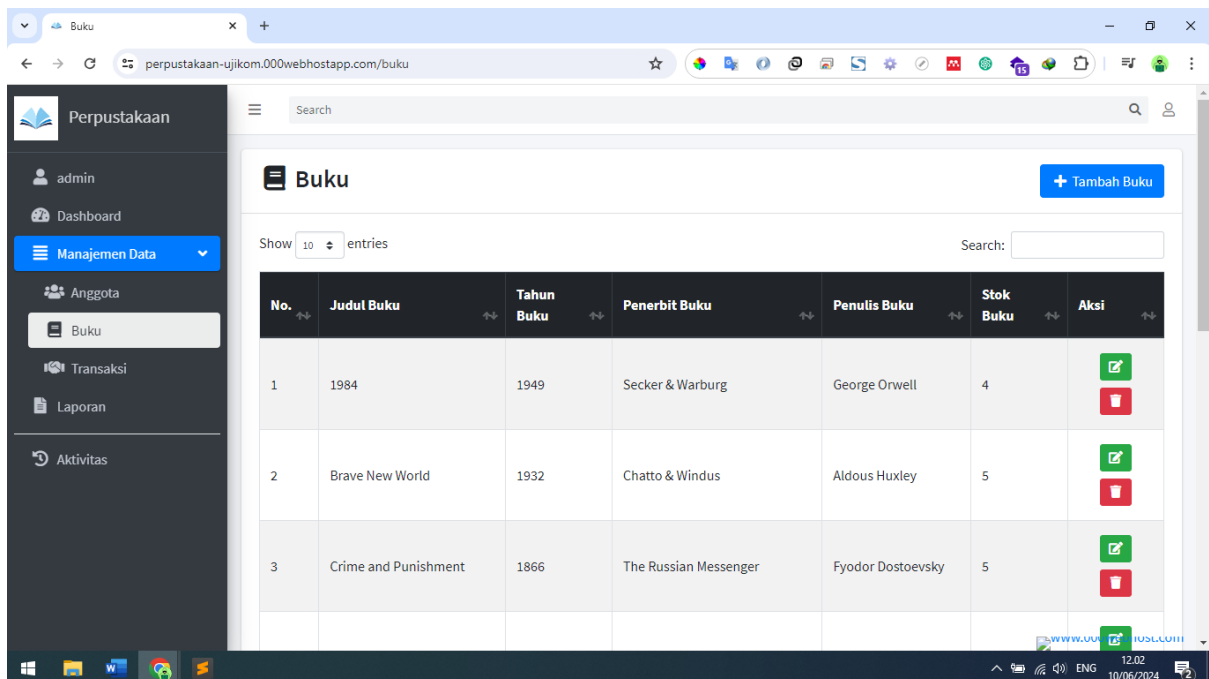 Buku
perpustakaan-ujikom.000webhostapp.com/buku
15
Perpustakaan
Search
admin
Dashboard
Manajemen Data
Anggota
Buku
Transaksi
Laporan
Aktivitas
Buku
+ Tambah Buku
Show 10 entries
Search:
No. Judul Buku Tahun Buku Penerbit Buku Penulis Buku Stok Buku Aksi
1 1984 1949 Secker & Warburg George Orwell 4
2 Brave New World 1932 Chatto & Windus Aldous Huxley 5
3 Crime and Punishment 1866 The Russian Messenger Fyodor Dostoevsky 5
ENG
12.02
10/06/2024
2